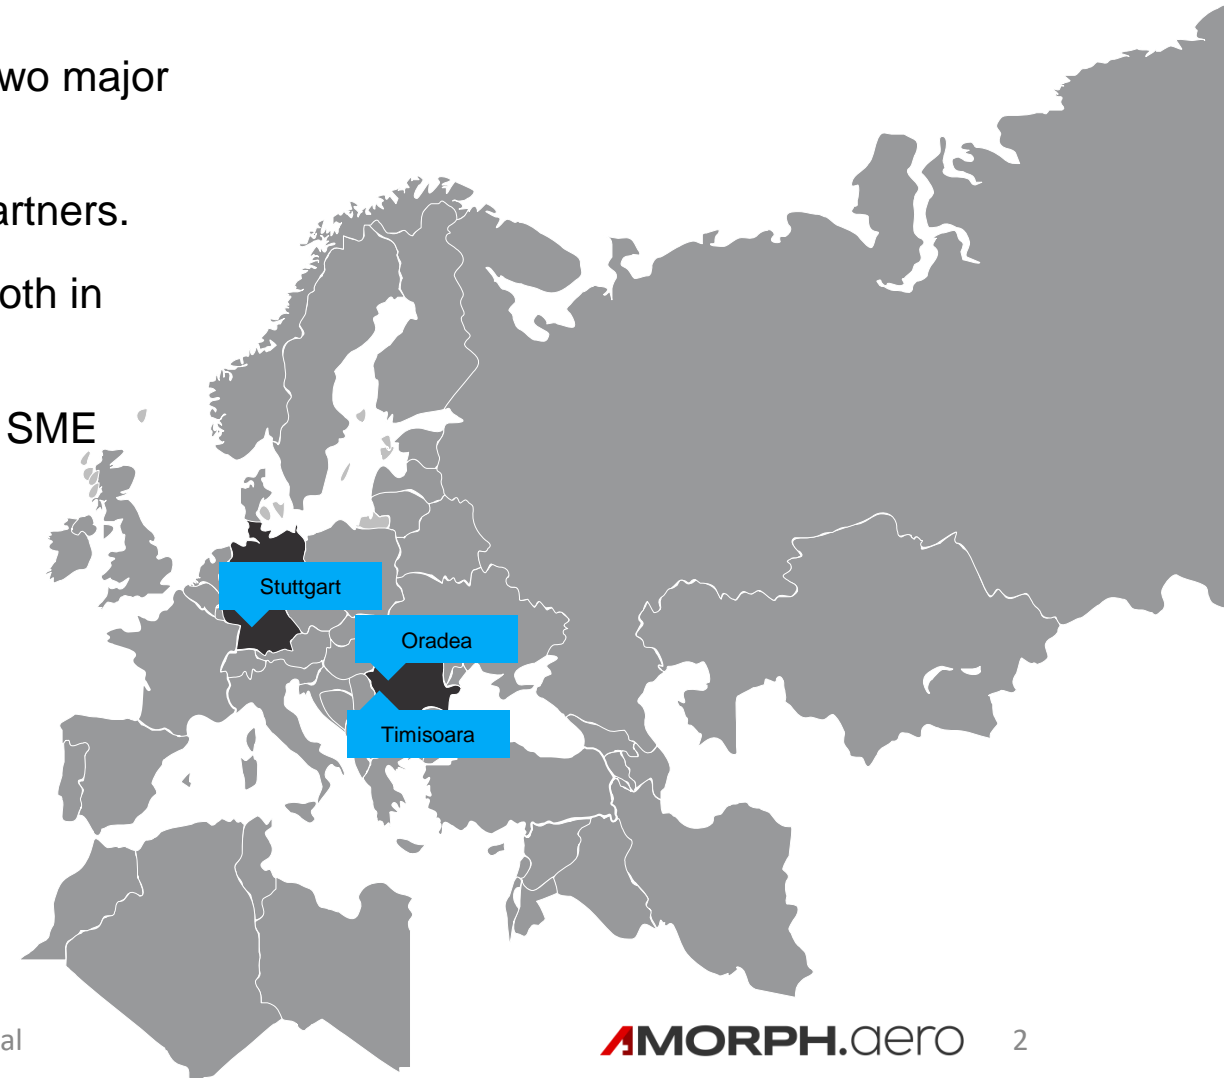 wo major
artners.
oth in
SME
Stuttgart
Oradea
Timisoara
al
AMORPH.aero
2